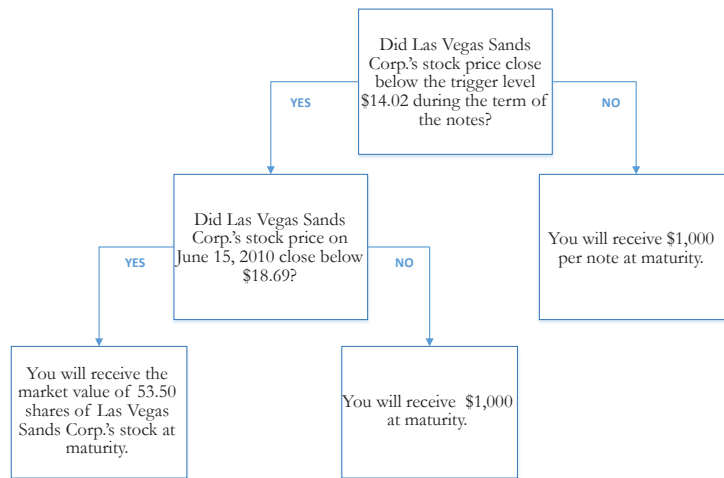 Did Las Vegas Sands
Corp.'s stock price close
below the trigger level
$14.02 during the term of
the notes?
YES
NO
Did Las Vegas Sands
Corp.'s stock price on
June 15, 2010 close below
$18.69?
You will receive $1,000
per note at maturity.
YES
NO
You will receive the
market value of 53.50
shares of Las Vegas
Sands Corp.'s stock at
maturity.
You will receive $1,000
at maturity.